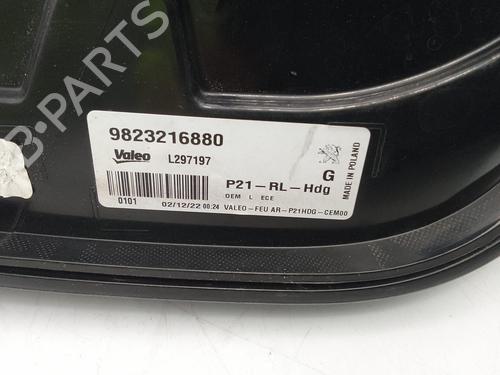 9823216880
Valeo L297197
G
P21-RL-Hdg
OEM L ECE
MADE IN POLAND
0101 02/12/22 00:24 VALEO-FEU AR-P21HDG-CEM00
B-PARTS